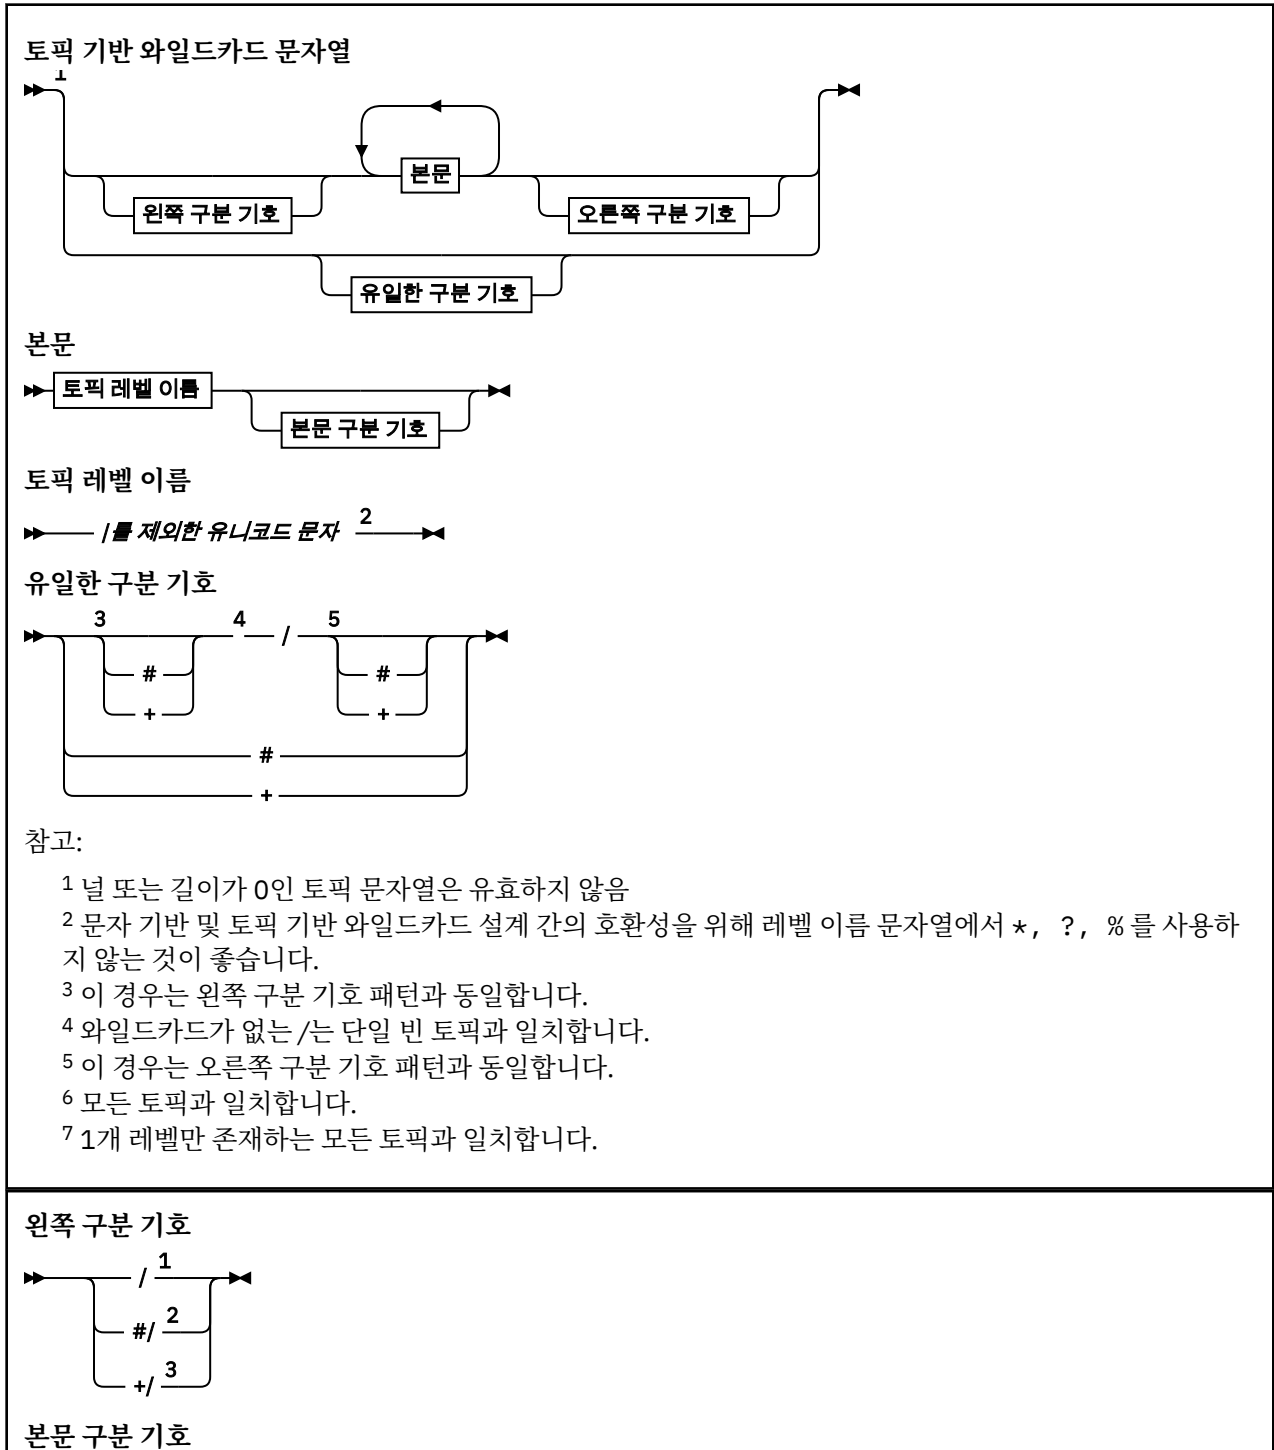 토픽 기반 와일드카드 문자열
1
본문
왼쪽 구분 기호
오른쪽 구분 기호
유일한 구분 기호
본문
토픽 레벨 이름
본문 구분 기호
토픽 레벨 이름
/를 제외한 유니코드 문자 2
유일한 구분 기호
3 4 / 5
# #
+ +
#
+
참고:
1 널 또는 길이가 0인 토픽 문자열은 유효하지 않음
2 문자 기반 및 토픽 기반 와일드카드 설계 간의 호환성을 위해 레벨 이름 문자열에서 *, ?, %를 사용하
지 않는 것이 좋습니다.
3 이 경우는 왼쪽 구분 기호 패턴과 동일합니다.
4 와일드카드가 없는 /는 단일 빈 토픽과 일치합니다.
5 이 경우는 오른쪽 구분 기호 패턴과 동일합니다.
6 모든 토픽과 일치합니다.
7 1개 레벨만 존재하는 모든 토픽과 일치합니다.
왼쪽 구분 기호
/ 1
#/ 2
+/ 3
본문 구분 기호